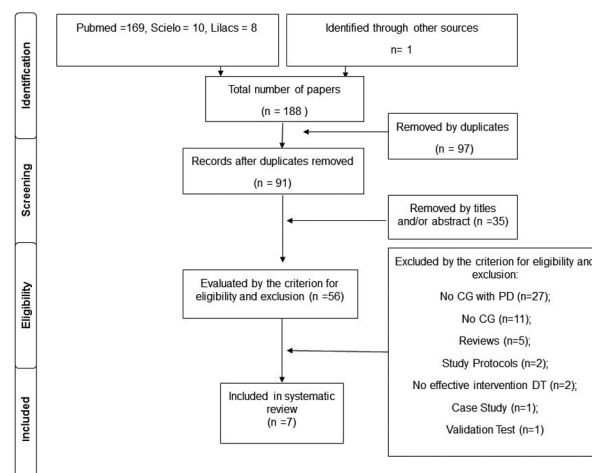 Identification
Pubmed =169, Scielo = 10, Lilacs = 8
Identified through other sources
n= 1
Total number of papers
(n = 188 )
Removed by duplicates
(n = 97)
Screening
Records after duplicates removed
(n = 91)
Removed by titles
and/or abstract (n =35)
Eligibility
Evaluated by the criterion for
eligibility and exclusion (n =56)
Excluded by the criterion for eligibility and
exclusion:
No CG with PD (n=27);
No CG (n=11);
Reviews (n=5);
Study Protocols (n=2);
No effective intervention DT (n=2);
Case Study (n=1);
Validation Test (n=1)
Included
Included in systematic
review
(n =7)